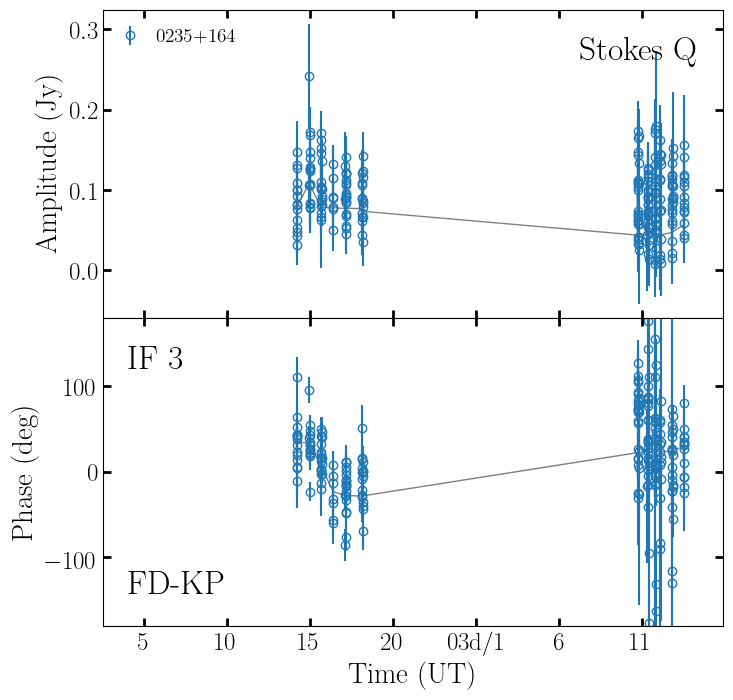 0235+164
Stokes Q
0.3
0.2
0.1
0.0
Amplitude (Jy)
IF 3
100
0
−100
Phase (deg)
FD-KP
5 10 15 20 03d/1 6 11
Time (UT)